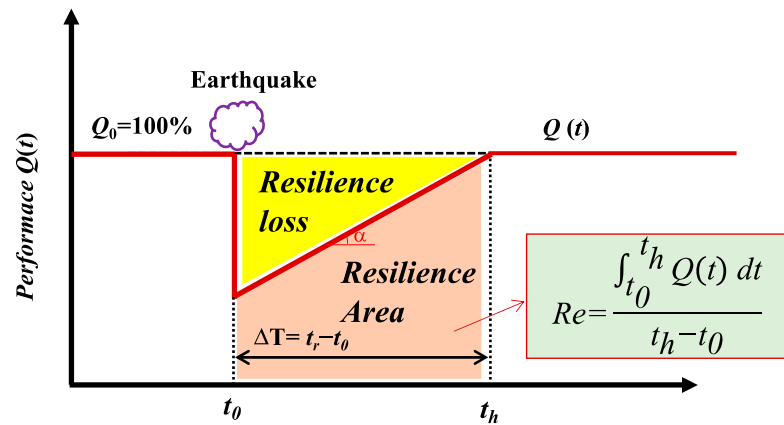 Earthquake
Q₀=100%
Q (t)
Performace Q(t)
Resilience
loss
α
Resilience
Area
ΔT= tᵣ−t₀
Re= ∫ₜ₀ᵗʰ Q(t) dt / tₕ−t₀
t₀
tₕ